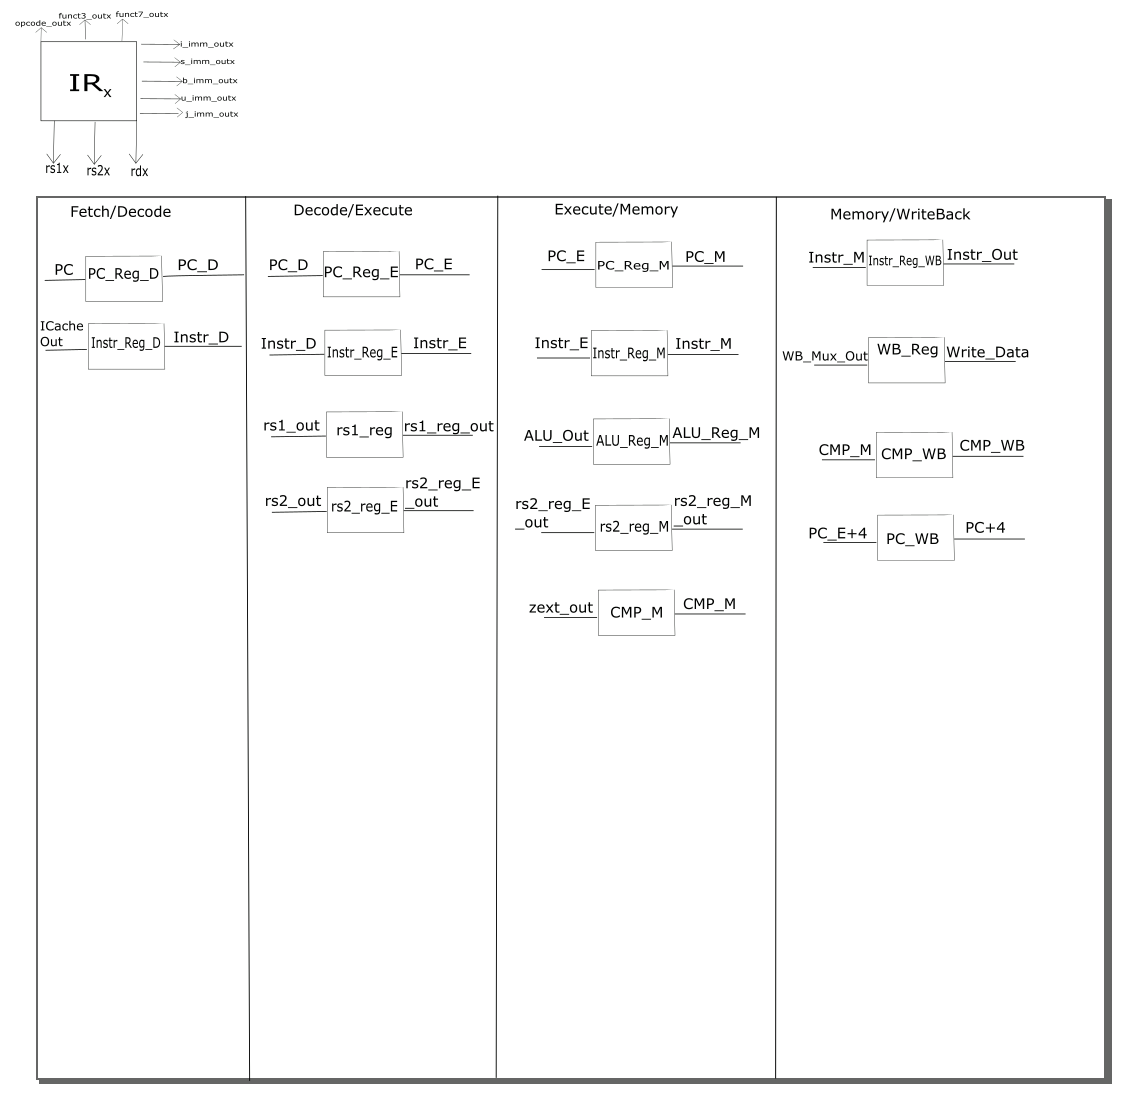 funct3_outx
funct7_outx
opcode_outx
i_imm_outx
s_imm_outx
b_imm_outx
u_imm_outx
j_imm_outx
IRx
rs1x
rs2x
rdx
Fetch/Decode
PC
PC_Reg_D
PC_D
ICache
Out
Instr_Reg_D
Instr_D
Decode/Execute
PC_D
PC_Reg_E
PC_E
Instr_D
Instr_Reg_E
Instr_E
rs1_out
rs1_reg
rs1_reg_out
rs2_out
rs2_reg_E
rs2_reg_E
_out
Execute/Memory
PC_E
PC_Reg_M
PC_M
Instr_E
Instr_Reg_M
Instr_M
ALU_Out
ALU_Reg_M
ALU_Reg_M
rs2_reg_E
_out
rs2_reg_M
rs2_reg_M
_out
zext_out
CMP_M
CMP_M
Memory/WriteBack
Instr_M
Instr_Reg_WB
Instr_Out
WB_Mux_Out
WB_Reg
Write_Data
CMP_M
CMP_WB
CMP_WB
PC_E+4
PC_WB
PC+4